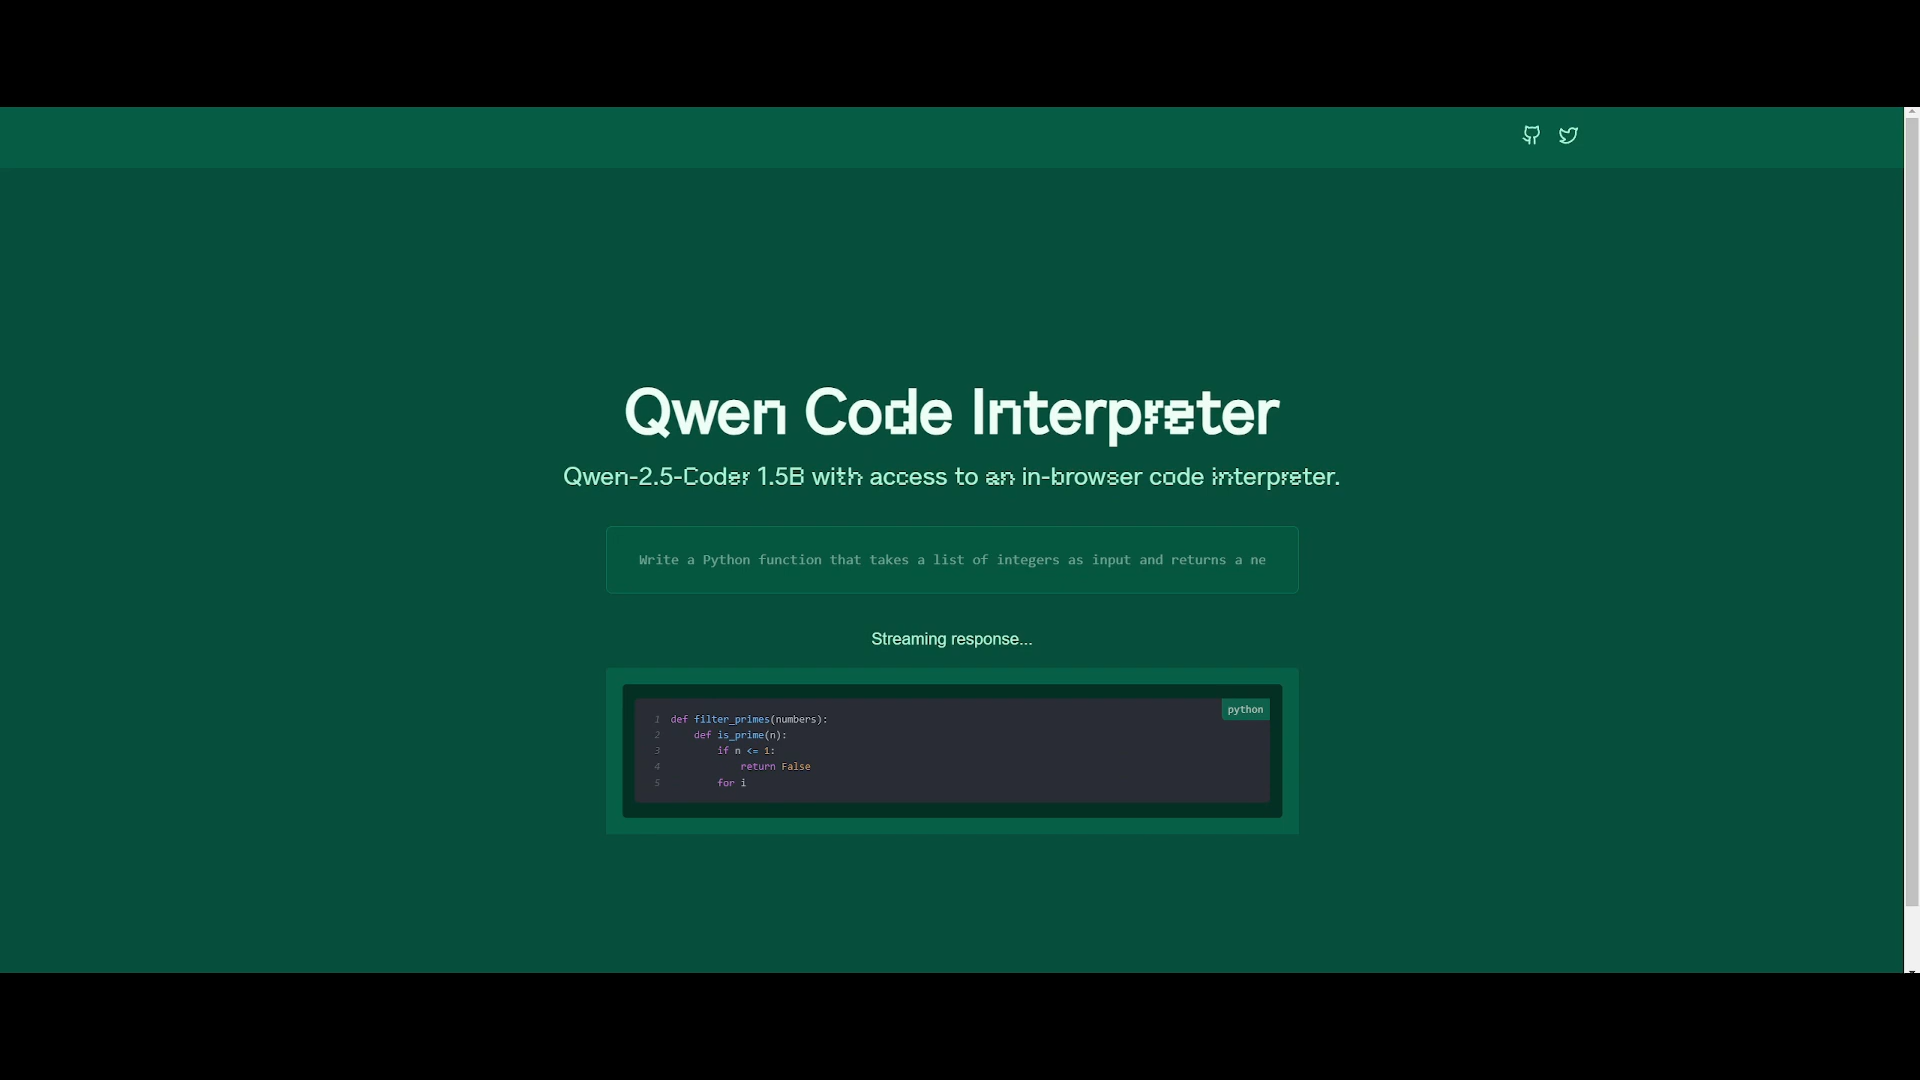 Qwen Code Interpreter
Qwen-2.5-Coder 1.5B with access to an in-browser code interpreter.
Write a Python function that takes a list of integers as input and returns a ne
Streaming response...
python
1 def filter_primes(numbers):
2     def is_prime(n):
3         if n <= 1:
4             return False
5         for i